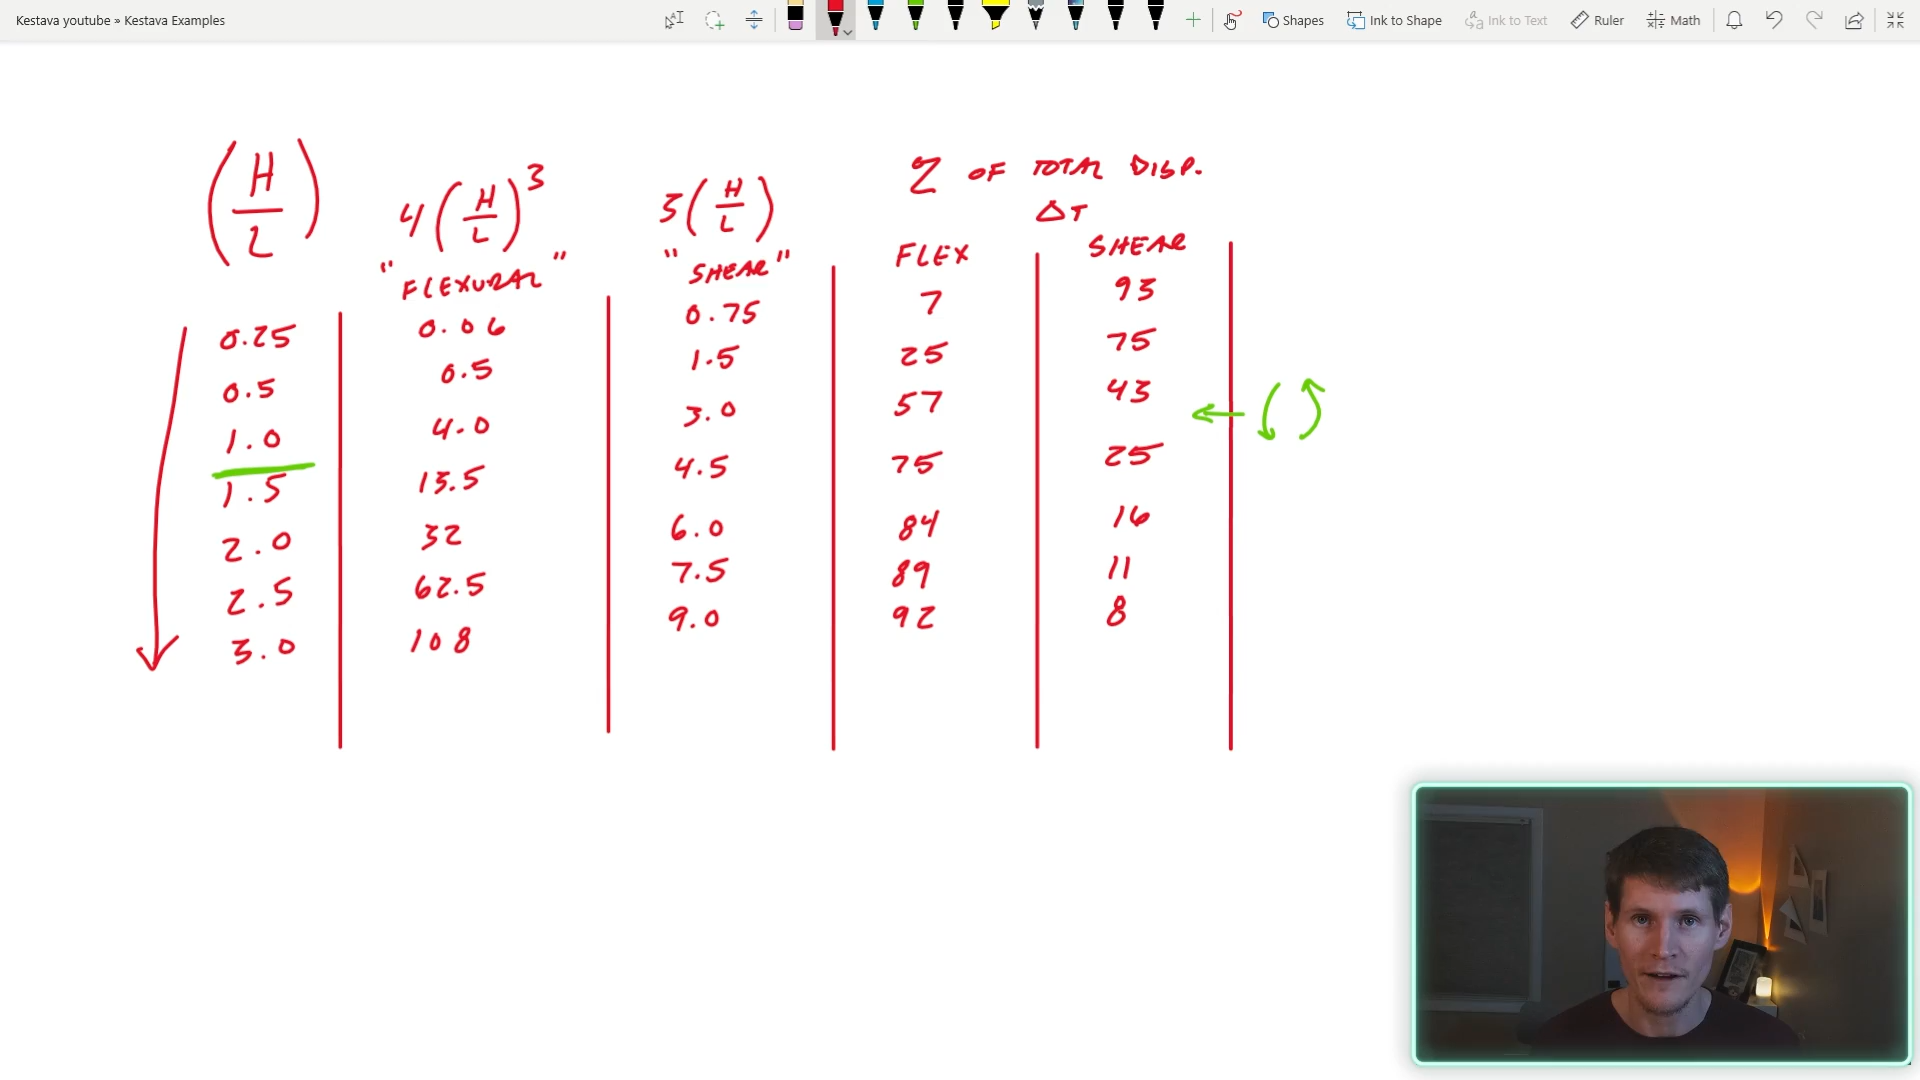 Kestava youtube » Kestava Examples
Shapes
Ink to Shape
Ink to Text
Ruler
Math
(H/L)
4(H/L)³
3(H/L)
% OF TOTAL DISP.
ΔT
"FLEXURAL"
"SHEAR"
FLEX
SHEAR
0.25 0.06 0.75 7 93
0.5 0.5 1.5 25 75
1.0 4.0 3.0 57 43
1.5 13.5 4.5 75 25
2.0 32 6.0 84 16
2.5 62.5 7.5 89 11
3.0 108 9.0 92 8